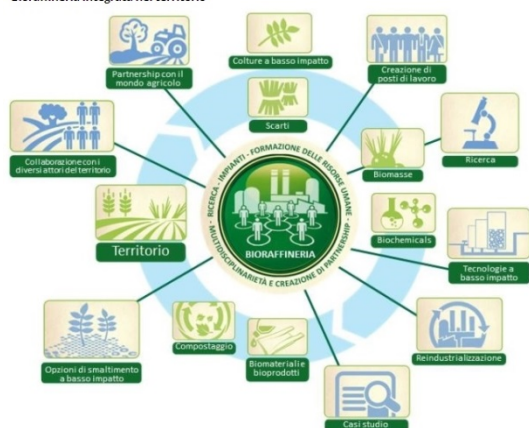 Bioraffineria integrata nel territorio
Partnership con il
mondo agricolo
Colture a basso impatto
Creazione di
posti di lavoro
Scarti
Collaborazione con i
diversi attori del territorio
Biomasse
Ricerca
RICERCA - IMPIANTI - FORMAZIONE DELLE RISORSE UMANE -
MULTIDISCIPLINARIETÀ E CREAZIONE DI PARTNERSHIP -
BIORAFFINERIA
Territorio
Biochemicals
Tecnologie a
basso impatto
Compostaggio
Biomateriali e
bioprodotti
Reindustrializzazione
Opzioni di smaltimento
a basso impatto
Casi studio